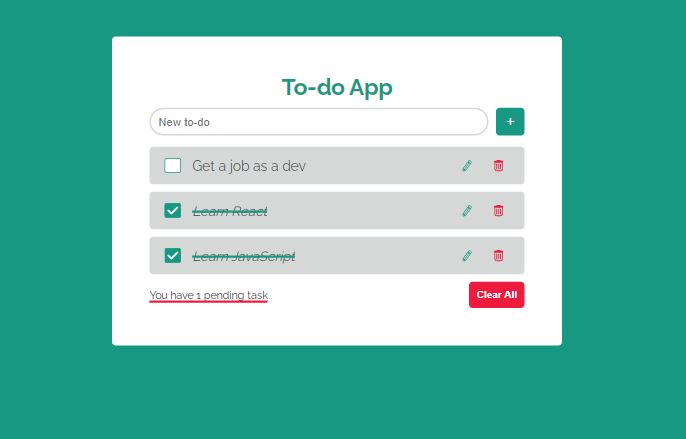 To-do App
New to-do
+
Get a job as a dev
Learn React
Learn JavaScript
You have 1 pending task
Clear All